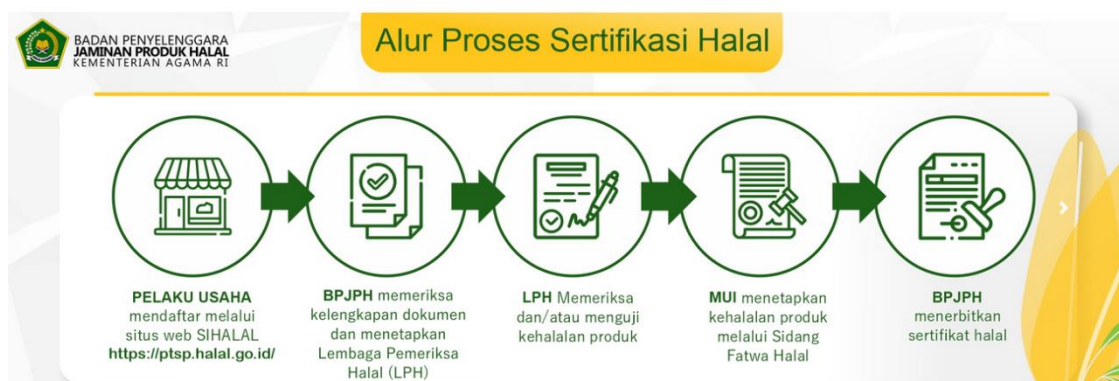 BADAN PENYELENGGARA
JAMINAN PRODUK HALAL
KEMENTERIAN AGAMA RI
Alur Proses Sertifikasi Halal
PELAKU USAHA
mendaftar melalui
situs web SIHALAL
https://ptsp.halal.go.id/
BPJPH memeriksa
kelengkapan dokumen
dan menetapkan
Lembaga Pemeriksa
Halal (LPH)
LPH Memeriksa
dan/atau menguji
kehalalan produk
MUI menetapkan
kehalalan produk
melalui Sidang
Fatwa Halal
BPJPH
menerbitkan
sertifikat halal